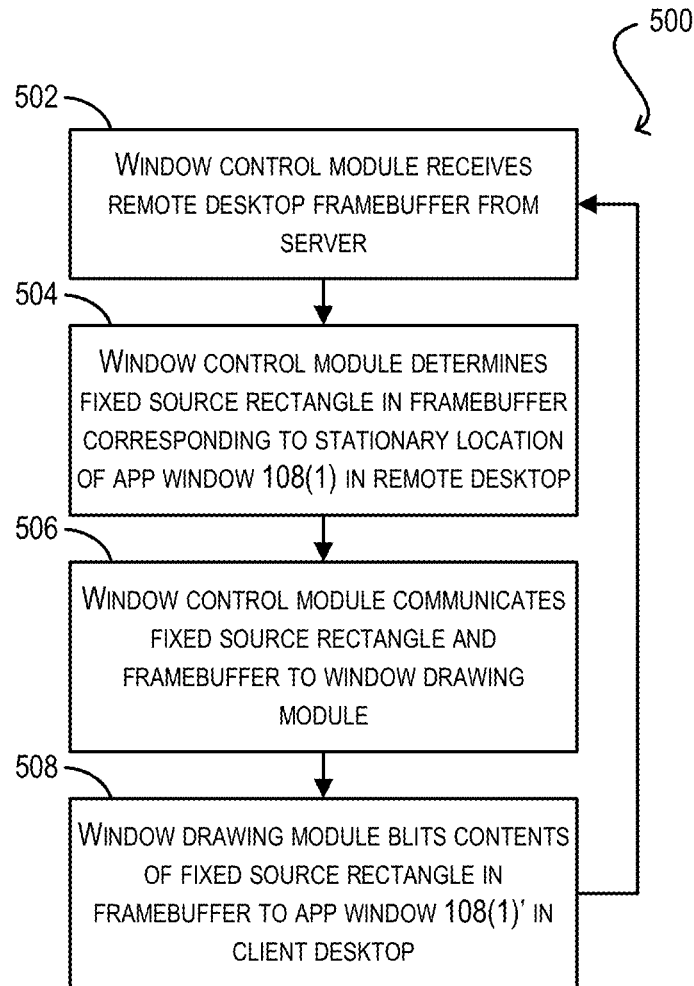 500
502
WINDOW CONTROL MODULE RECEIVES
REMOTE DESKTOP FRAMEBUFFER FROM
SERVER
504
WINDOW CONTROL MODULE DETERMINES
FIXED SOURCE RECTANGLE IN FRAMEBUFFER
CORRESPONDING TO STATIONARY LOCATION
OF APP WINDOW 108(1) IN REMOTE DESKTOP
506
WINDOW CONTROL MODULE COMMUNICATES
FIXED SOURCE RECTANGLE AND
FRAMEBUFFER TO WINDOW DRAWING
MODULE
508
WINDOW DRAWING MODULE BLITS CONTENTS
OF FIXED SOURCE RECTANGLE IN
FRAMEBUFFER TO APP WINDOW 108(1)' IN
CLIENT DESKTOP